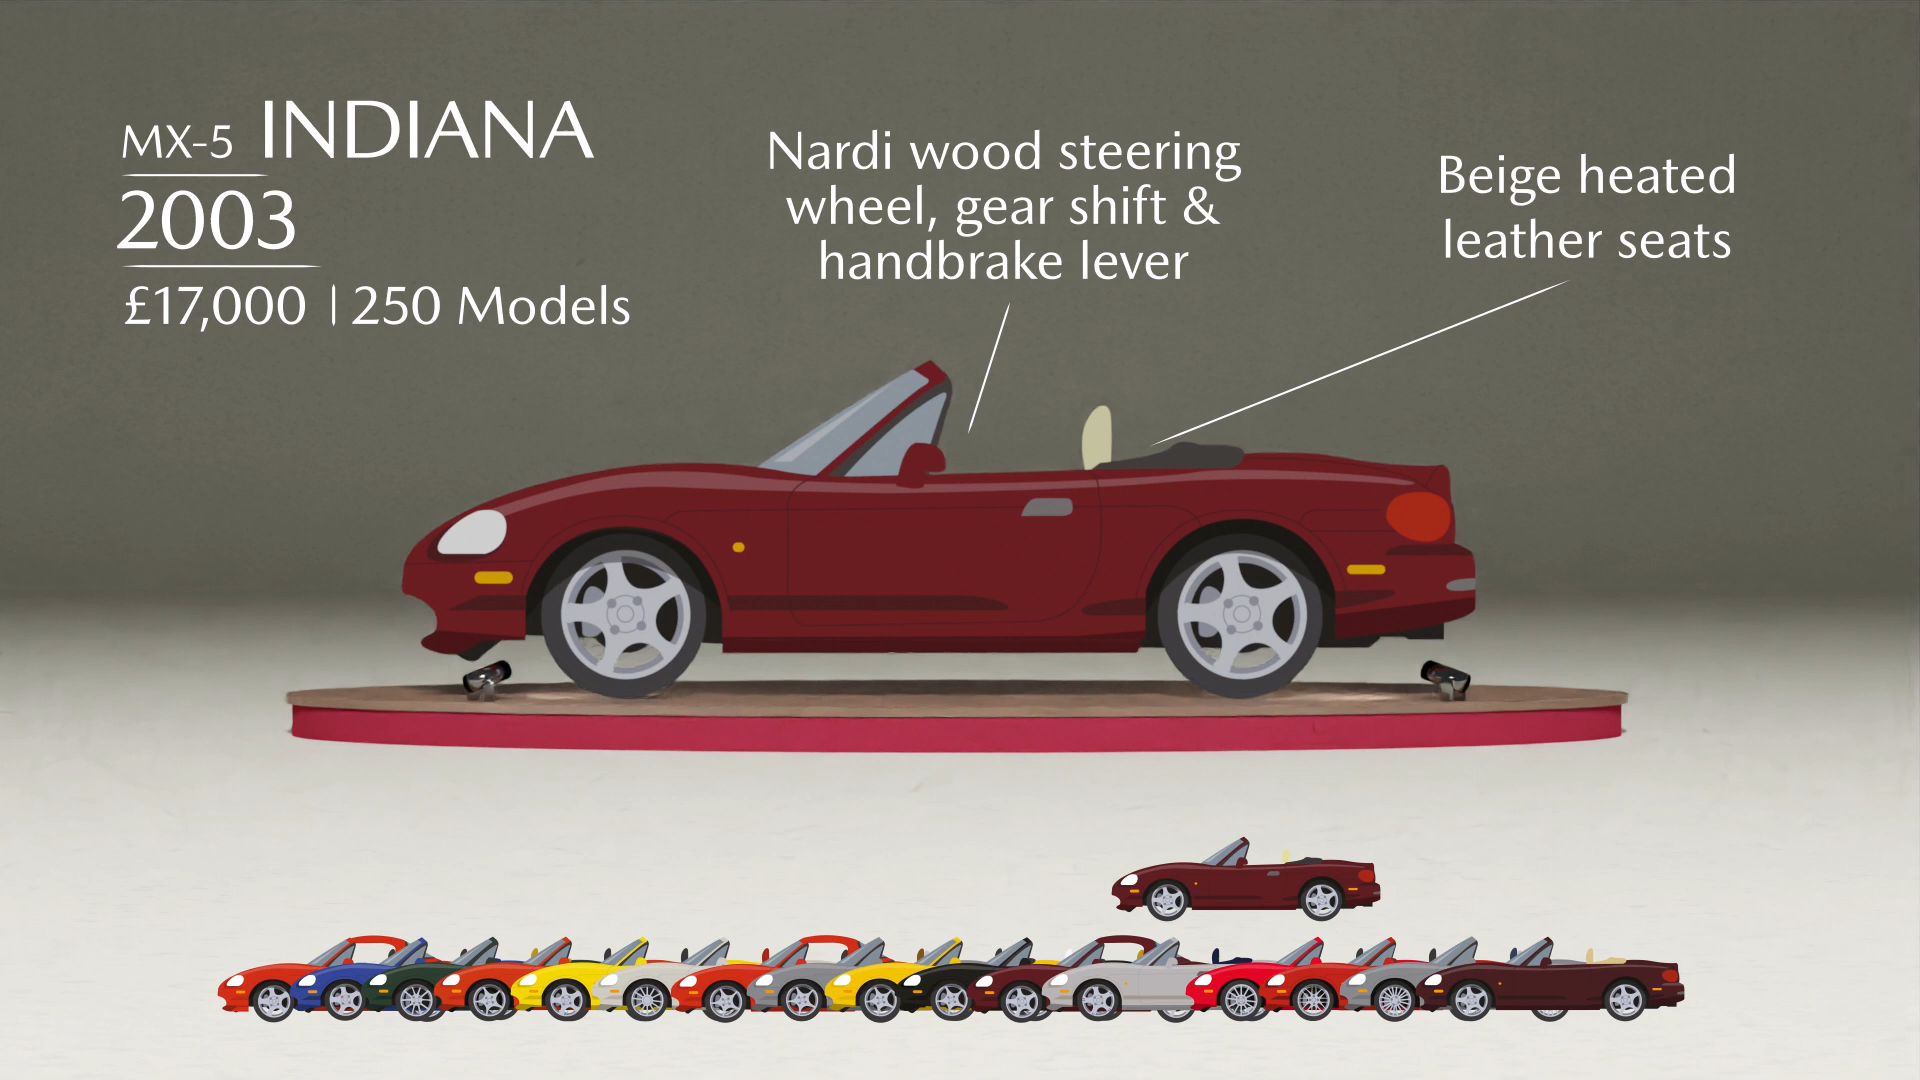 MX-5 INDIANA
2003
£17,000 | 250 Models
Nardi wood steering
wheel, gear shift &
handbrake lever
Beige heated
leather seats